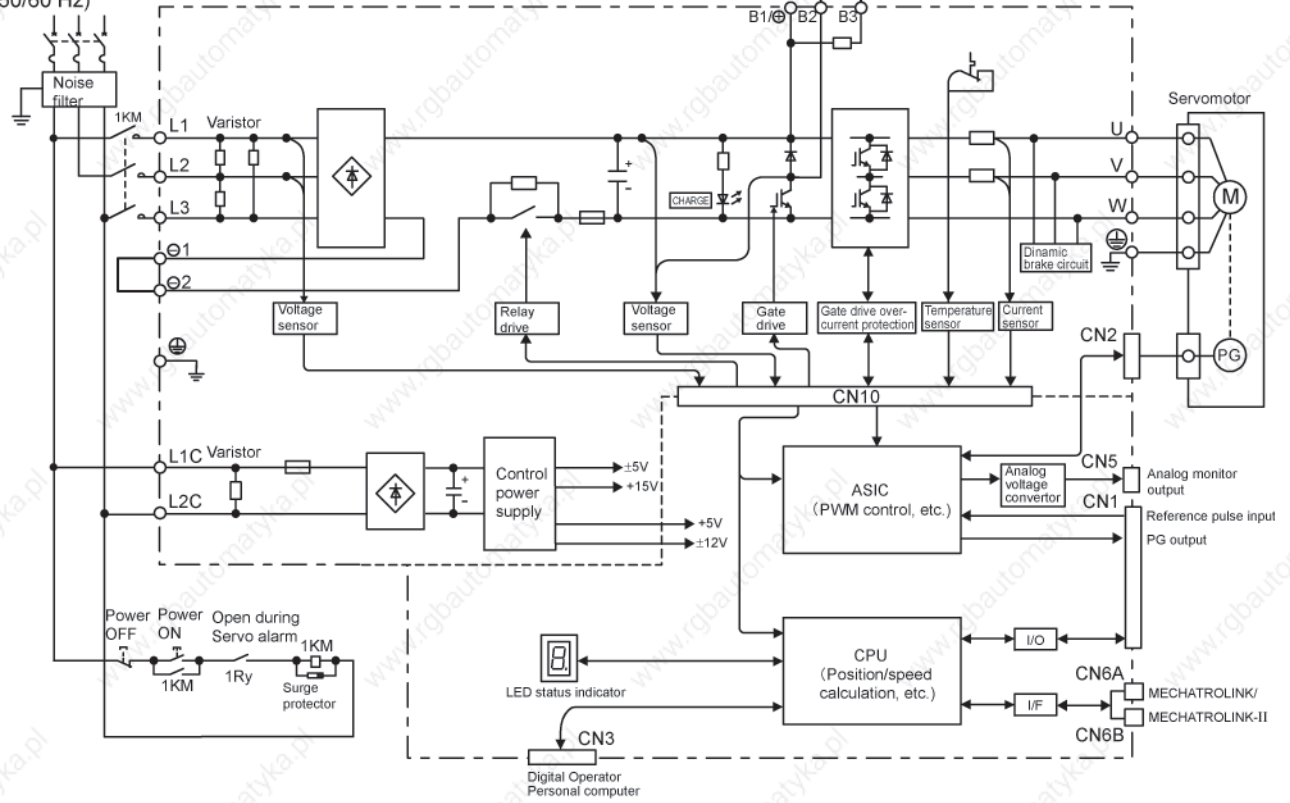 50/60 Hz)
B1/⊕ B2 B3
Noise
filter
1KM
L1 Varistor
L2
L3
⊖1
⊖2
+
-
CHARGE
Servomotor
U
V
W
M
Dinamic
brake circuit
Voltage
sensor
Relay
drive
Voltage
sensor
Gate
drive
Gate drive over-
current protection
Temperature
sensor
Current
sensor
CN2
PG
CN10
L1C Varistor
L2C
+
-
Control
power
supply
±5V
+15V
+5V
±12V
ASIC
(PWM control, etc.)
Analog
voltage
convertor
CN5
Analog monitor
output
CN1
Reference pulse input
PG output
Power
OFF
Power
ON
Open during
Servo alarm
1KM
1KM
1Ry
Surge
protector
8.
LED status indicator
CPU
(Position/speed
calculation, etc.)
I/O
I/F
CN6A
MECHATROLINK/
MECHATROLINK-II
CN6B
CN3
Digital Operator
Personal computer
www.rgbautomatyka.pl